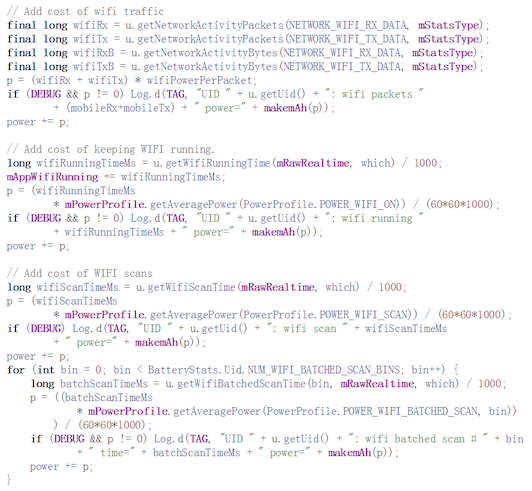 // Add cost of wifi traffic
final long wifiRx = u.getNetworkActivityPackets(NETWORK_WIFI_RX_DATA, mStatsType);
final long wifiTx = u.getNetworkActivityPackets(NETWORK_WIFI_TX_DATA, mStatsType);
final long wifiRxB = u.getNetworkActivityBytes(NETWORK_WIFI_RX_DATA, mStatsType);
final long wifiTxB = u.getNetworkActivityBytes(NETWORK_WIFI_TX_DATA, mStatsType);
p = (wifiRx + wifiTx) * wifiPowerPerPacket;
if (DEBUG && p != 0) Log.d(TAG, "UID " + u.getUid() + ": wifi packets "
        + (mobileRx+mobileTx) + " power=" + makemAh(p));
power += p;

// Add cost of keeping WIFI running.
long wifiRunningTimeMs = u.getWifiRunningTime(mRawRealtime, which) / 1000;
mAppWifiRunning += wifiRunningTimeMs;
p = (wifiRunningTimeMs
        * mPowerProfile.getAveragePower(PowerProfile.POWER_WIFI_ON)) / (60*60*1000);
if (DEBUG && p != 0) Log.d(TAG, "UID " + u.getUid() + ": wifi running "
        + wifiRunningTimeMs + " power=" + makemAh(p));
power += p;

// Add cost of WIFI scans
long wifiScanTimeMs = u.getWifiScanTime(mRawRealtime, which) / 1000;
p = (wifiScanTimeMs
        * mPowerProfile.getAveragePower(PowerProfile.POWER_WIFI_SCAN)) / (60*60*1000);
if (DEBUG) Log.d(TAG, "UID " + u.getUid() + ": wifi scan " + wifiScanTimeMs
        + " power=" + makemAh(p));
power += p;
for (int bin = 0; bin < BatteryStats.Uid.NUM_WIFI_BATCHED_SCAN_BINS; bin++) {
    long batchScanTimeMs = u.getWifiBatchedScanTime(bin, mRawRealtime, which) / 1000;
    p = ((batchScanTimeMs
            * mPowerProfile.getAveragePower(PowerProfile.POWER_WIFI_BATCHED_SCAN, bin))
        ) / (60*60*1000);
    if (DEBUG && p != 0) Log.d(TAG, "UID " + u.getUid() + ": wifi batched scan # " + bin
            + " time=" + batchScanTimeMs + " power=" + makemAh(p));
    power += p;
}